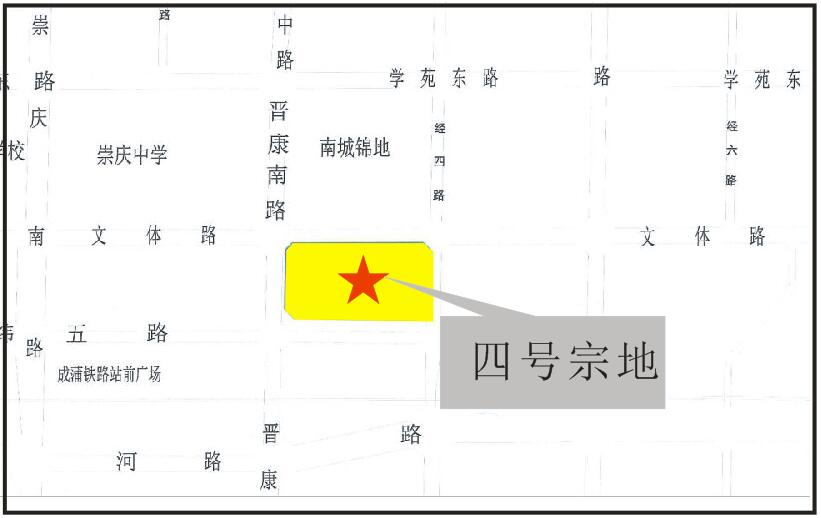 崇
路
中
路
路
学苑东路
路
学苑东
庆
晋康南路
经四路
经六路
校
崇庆中学
南城锦地
南文体路
文体路
五路
路
成蒲铁路站前广场
四号宗地
河路
晋康
路